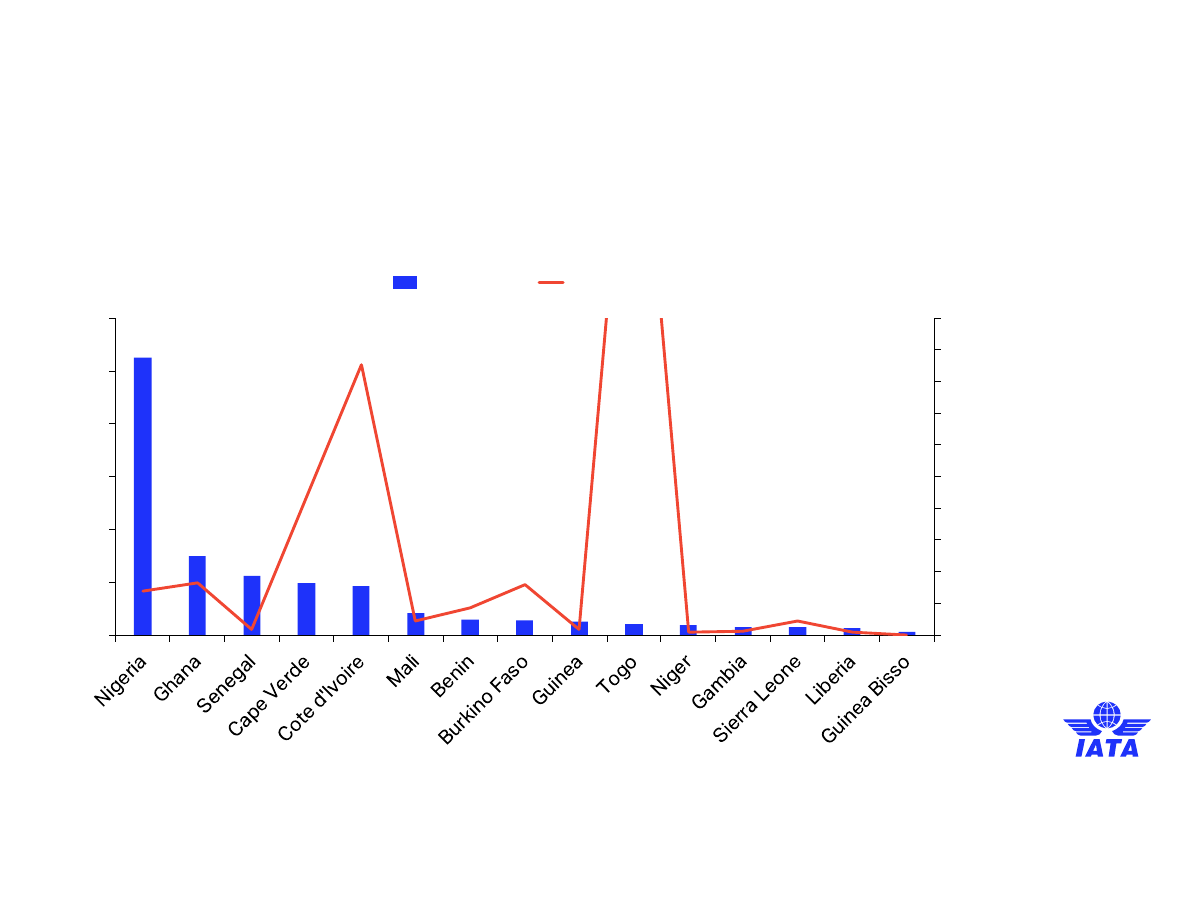 Nigeria
Ghana
Senegal
Cape Verde
Cote d'Ivoire
Mali
Benin
Burkino Faso
Guinea
Togo
Niger
Gambia
Sierra Leone
Liberia
Guinea Bisso
IATA